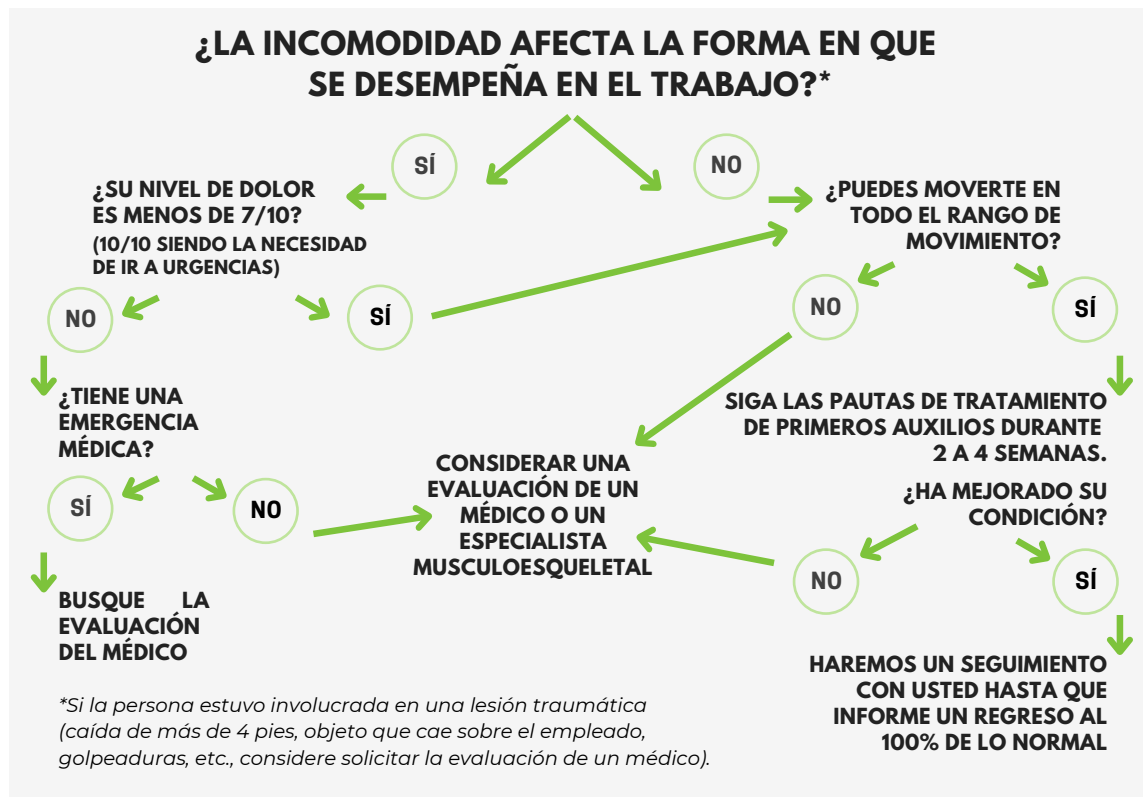 ¿LA INCOMODIDAD AFECTA LA FORMA EN QUE
SE DESEMPEÑA EN EL TRABAJO?*
SÍ
NO
¿SU NIVEL DE DOLOR
ES MENOS DE 7/10?
(10/10 SIENDO LA NECESIDAD
DE IR A URGENCIAS)
¿PUEDES MOVERTE EN
TODO EL RANGO DE
MOVIMIENTO?
NO
SÍ
NO
SÍ
¿TIENE UNA
EMERGENCIA
MÉDICA?
SIGA LAS PAUTAS DE TRATAMIENTO
DE PRIMEROS AUXILIOS DURANTE
2 A 4 SEMANAS.
SÍ
NO
CONSIDERAR UNA
EVALUACIÓN DE UN
MÉDICO O UN
ESPECIALISTA
MUSCULOESQUELETAL
¿HA MEJORADO SU
CONDICIÓN?
NO
SÍ
BUSQUE LA
EVALUACIÓN
DEL MÉDICO
HAREMOS UN SEGUIMIENTO
CON USTED HASTA QUE
INFORME UN REGRESO AL
100% DE LO NORMAL
*Si la persona estuvo involucrada en una lesión traumática
(caída de más de 4 pies, objeto que cae sobre el empleado,
golpeaduras, etc., considere solicitar la evaluación de un médico).